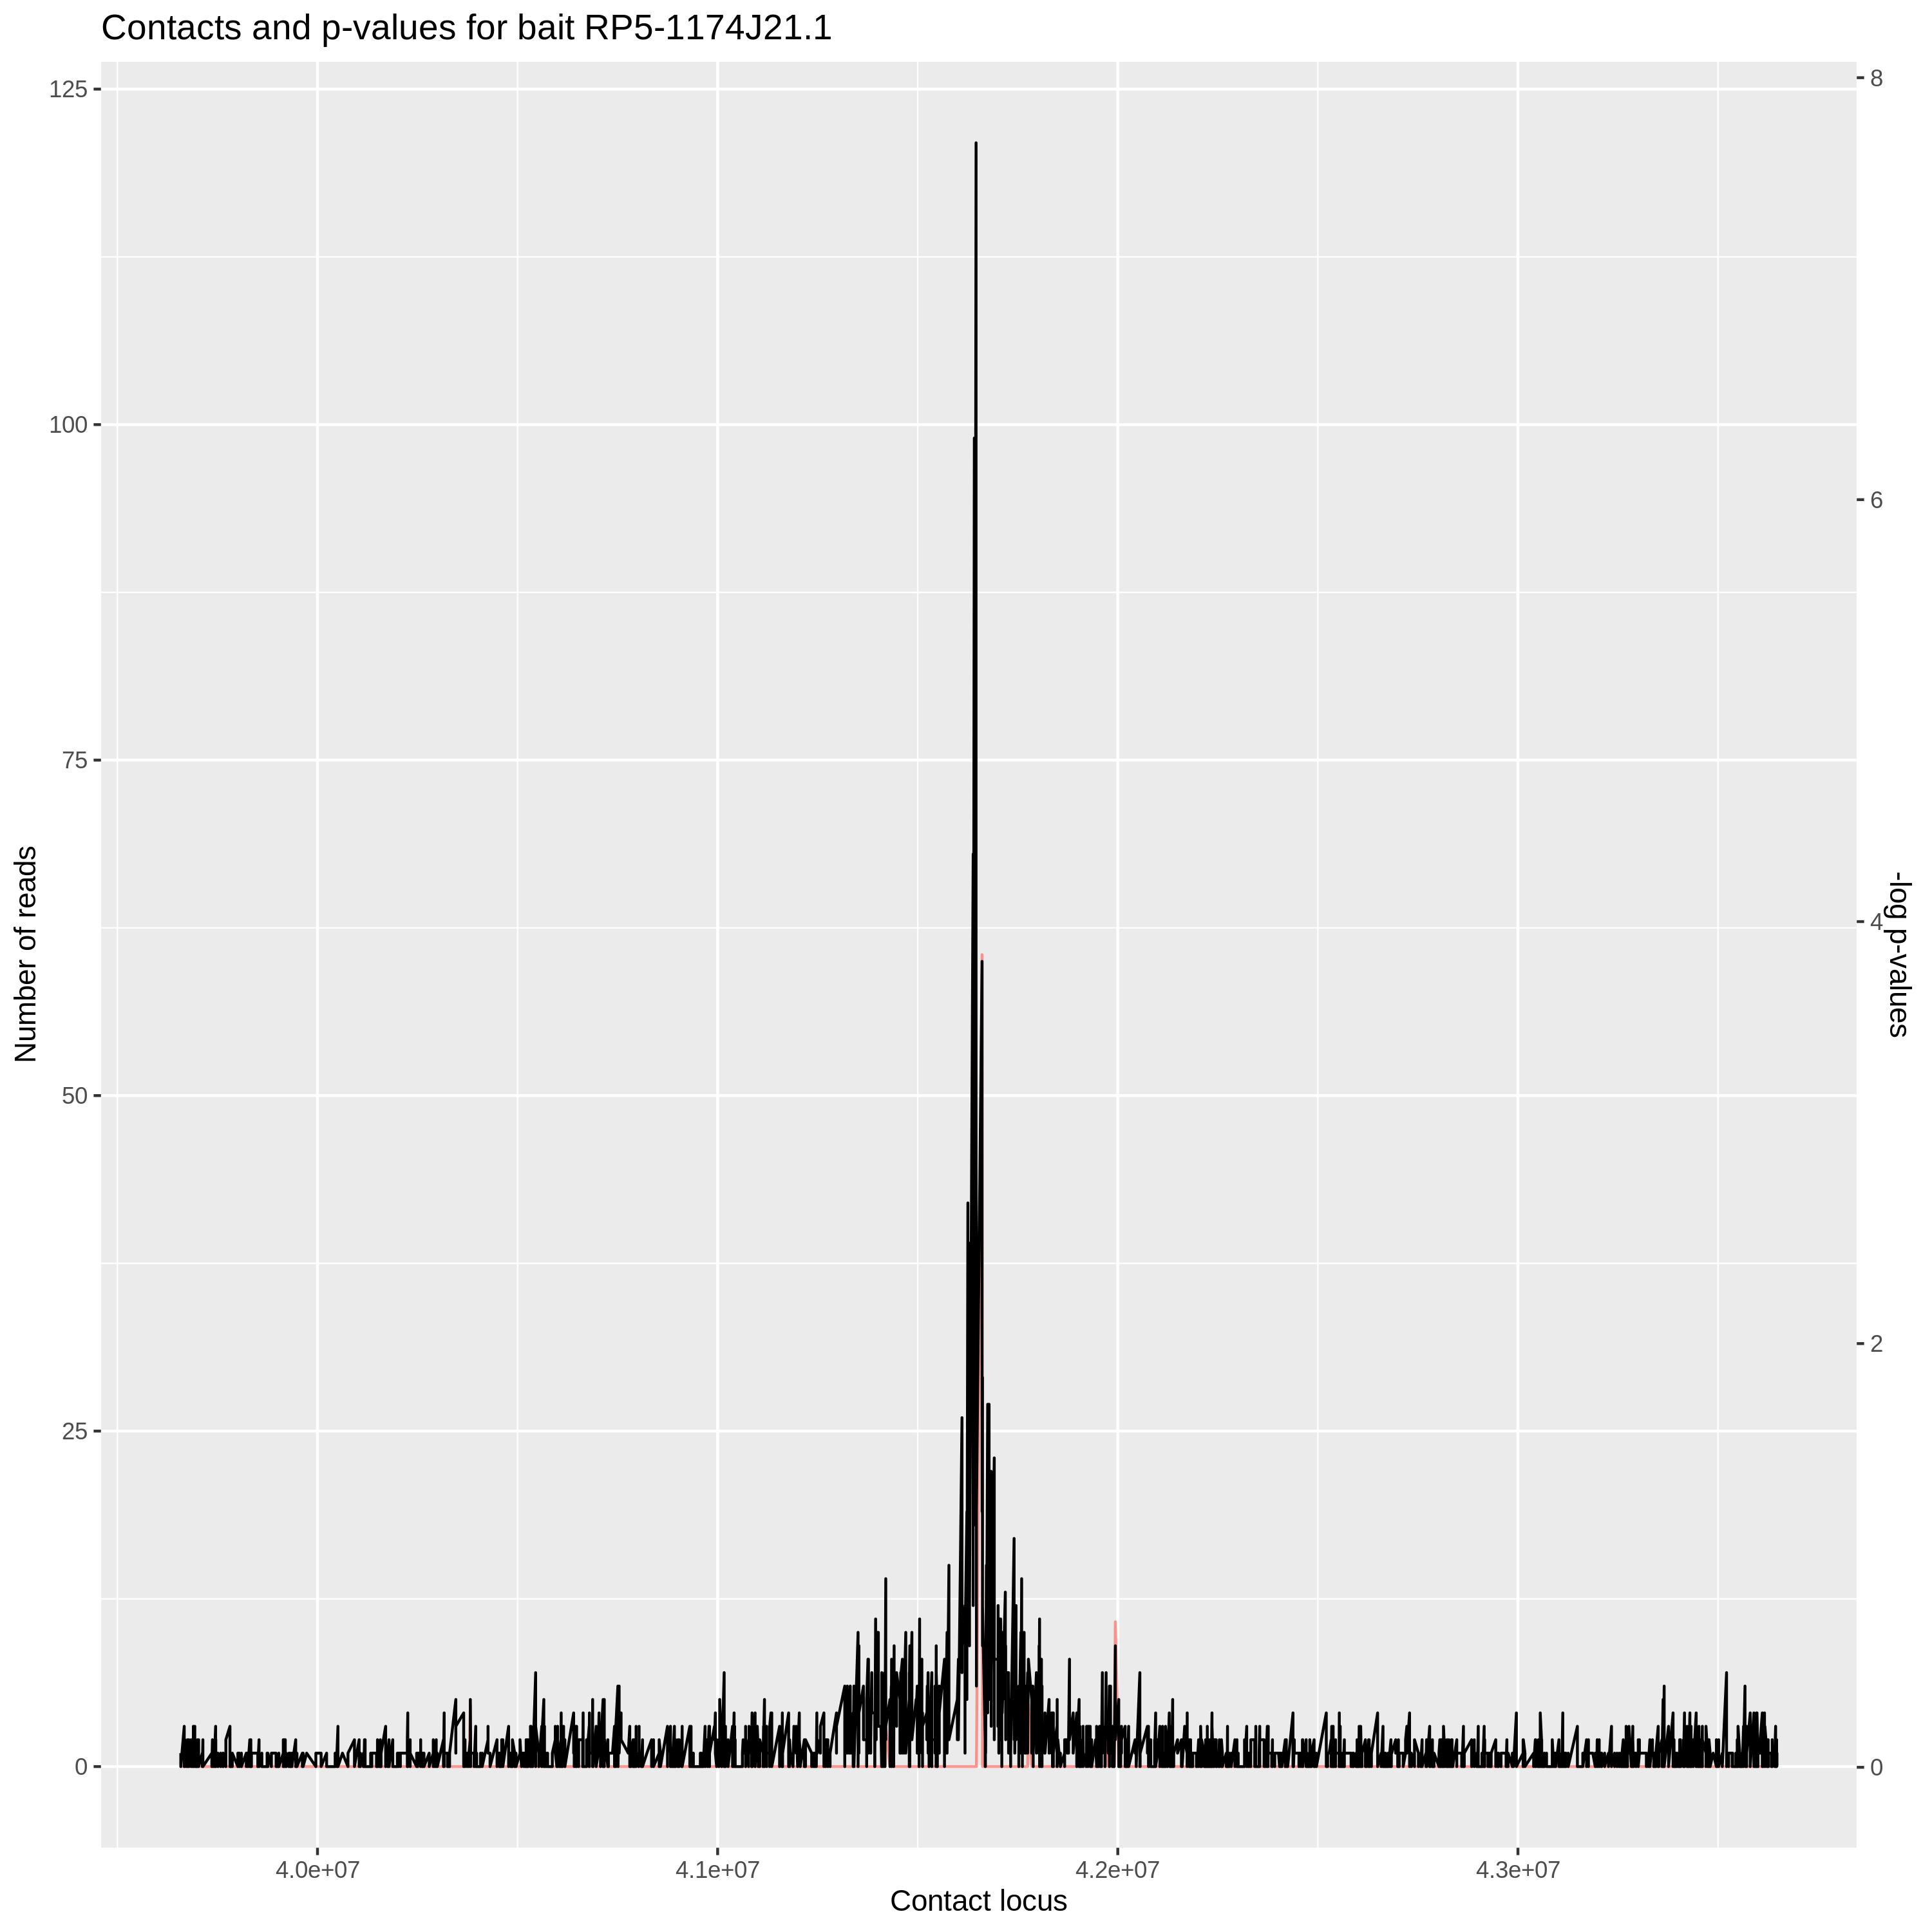 Contacts and p-values for bait RP5-1174J21.1
125
100
75
50
25
0
Number of reads
8
6
4
2
0
-log p-values
4.0e+07
4.1e+07
4.2e+07
4.3e+07
Contact locus